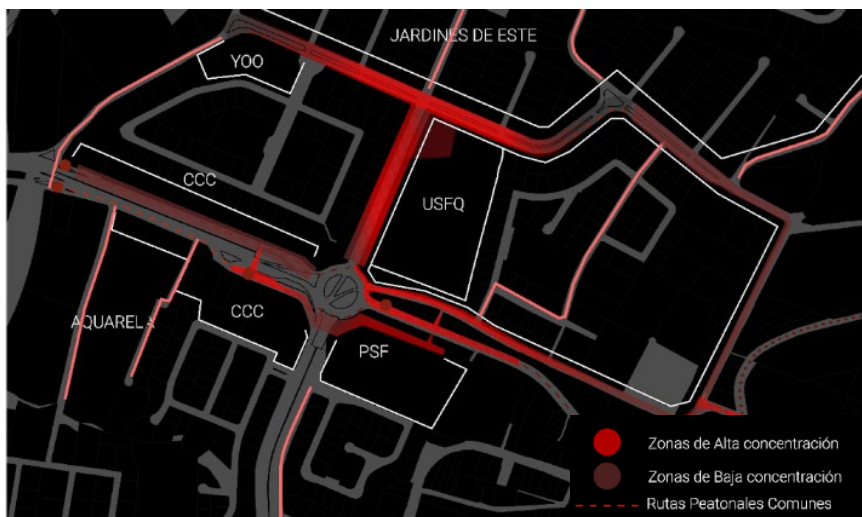 JARDINES DE ESTE
YOO
CCC
USFQ
AQUARELA
CCC
PSF
Zonas de Alta concentración
Zonas de Baja concentración
Rutas Peatonales Comunes